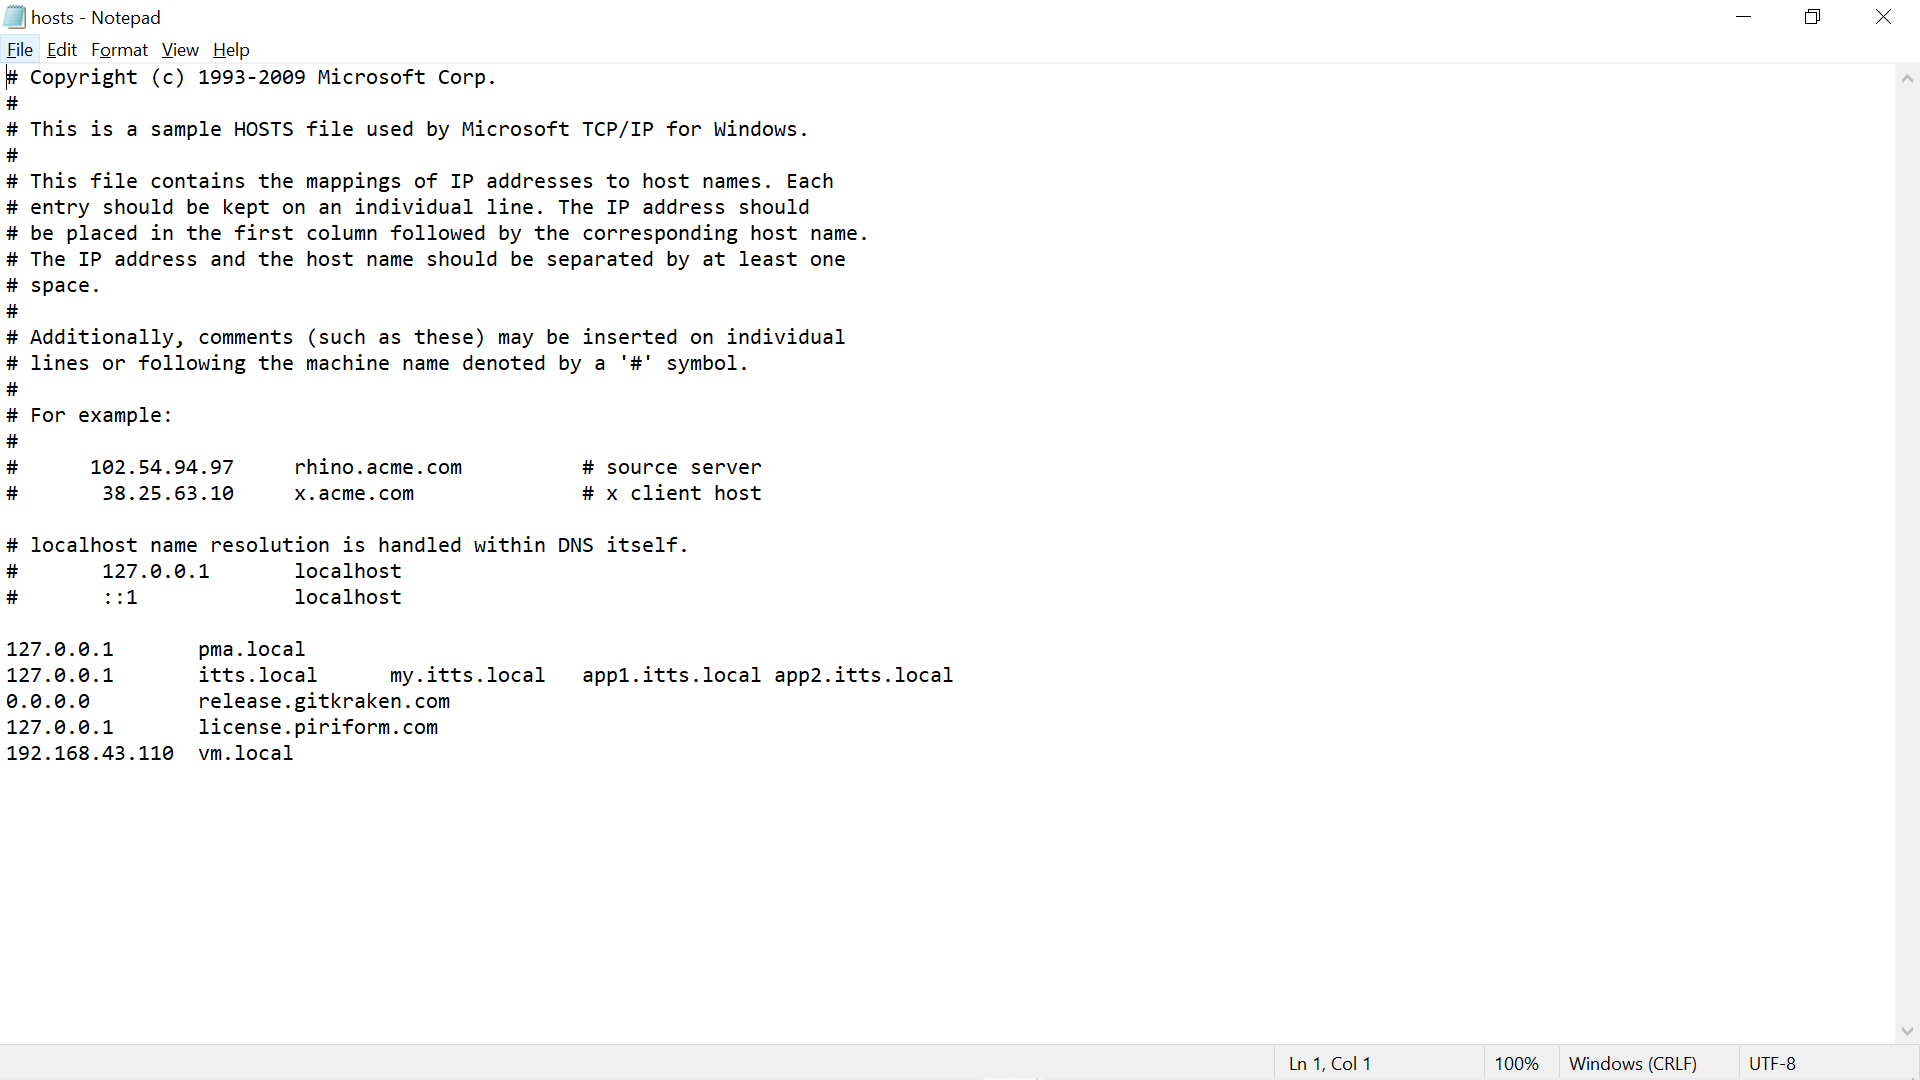 hosts - Notepad
File Edit Format View Help
# Copyright (c) 1993-2009 Microsoft Corp.
#
# This is a sample HOSTS file used by Microsoft TCP/IP for Windows.
#
# This file contains the mappings of IP addresses to host names. Each
# entry should be kept on an individual line. The IP address should
# be placed in the first column followed by the corresponding host name.
# The IP address and the host name should be separated by at least one
# space.
#
# Additionally, comments (such as these) may be inserted on individual
# lines or following the machine name denoted by a '#' symbol.
#
# For example:
#
#      102.54.94.97     rhino.acme.com          # source server
#       38.25.63.10     x.acme.com              # x client host

# localhost name resolution is handled within DNS itself.
#       127.0.0.1       localhost
#       ::1             localhost

127.0.0.1       pma.local
127.0.0.1       itts.local      my.itts.local   app1.itts.local app2.itts.local
0.0.0.0         release.gitkraken.com
127.0.0.1       license.piriform.com
192.168.43.110  vm.local
Ln 1, Col 1 100% Windows (CRLF) UTF-8